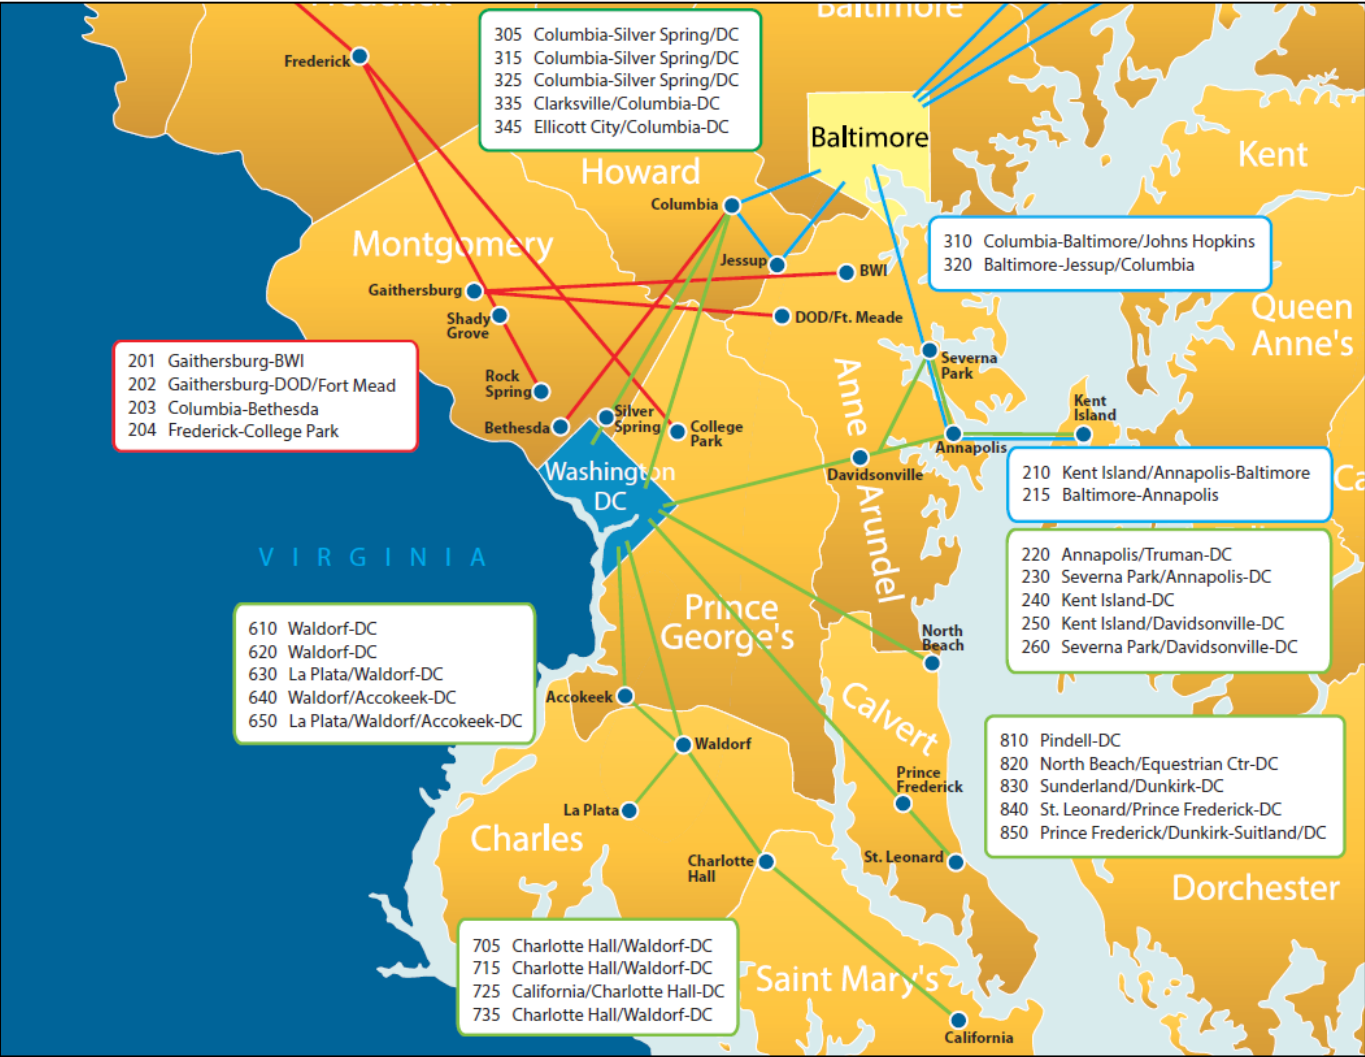 Frederick
Baltimore
305 Columbia-Silver Spring/DC
315 Columbia-Silver Spring/DC
325 Columbia-Silver Spring/DC
335 Clarksville/Columbia-DC
345 Ellicott City/Columbia-DC
Frederick
Baltimore
Kent
Howard
Columbia
Montgomery
310 Columbia-Baltimore/Johns Hopkins
320 Baltimore-Jessup/Columbia
Jessup
BWI
Gaithersburg
Shady
Grove
DOD/Ft. Meade
Queen
Anne's
201 Gaithersburg-BWI
202 Gaithersburg-DOD/Fort Mead
203 Columbia-Bethesda
204 Frederick-College Park
Severna
Park
Rock
Spring
Kent
Island
Anne
Arundel
Silver
Spring
Bethesda
College
Park
Annapolis
Davidsonville
Washington
DC
210 Kent Island/Annapolis-Baltimore
215 Baltimore-Annapolis
Ca
VIRGINIA
220 Annapolis/Truman-DC
230 Severna Park/Annapolis-DC
240 Kent Island-DC
250 Kent Island/Davidsonville-DC
260 Severna Park/Davidsonville-DC
Prince
George's
610 Waldorf-DC
620 Waldorf-DC
630 La Plata/Waldorf-DC
640 Waldorf/Accokeek-DC
650 La Plata/Waldorf/Accokeek-DC
North
Beach
Accokeek
Calvert
Waldorf
810 Pindell-DC
820 North Beach/Equestrian Ctr-DC
830 Sunderland/Dunkirk-DC
840 St. Leonard/Prince Frederick-DC
850 Prince Frederick/Dunkirk-Suitland/DC
Prince
Frederick
La Plata
Charles
Charlotte
Hall
St. Leonard
Dorchester
705 Charlotte Hall/Waldorf-DC
715 Charlotte Hall/Waldorf-DC
725 California/Charlotte Hall-DC
735 Charlotte Hall/Waldorf-DC
Saint Mary's
California